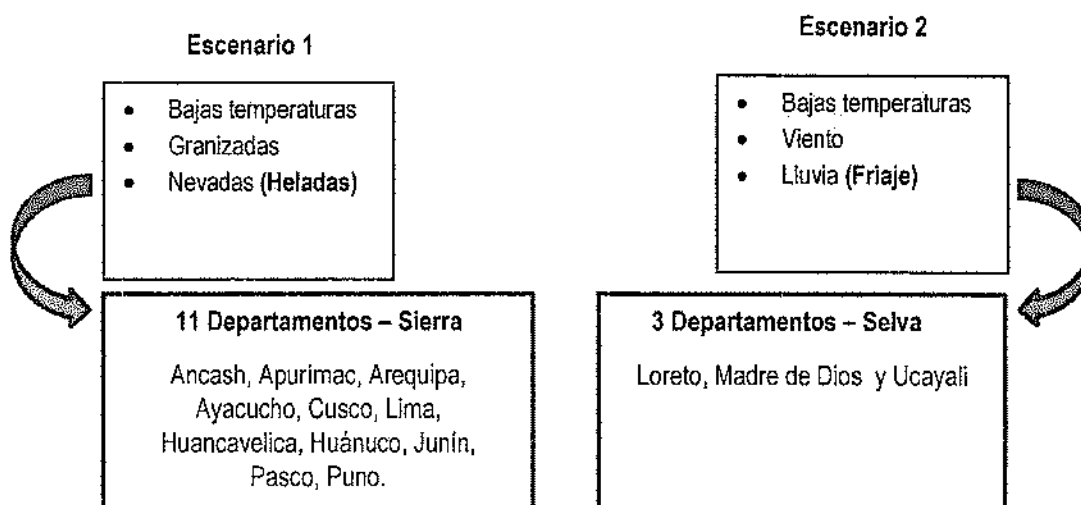 Escenario 1
• Bajas temperaturas
• Granizadas
• Nevadas (Heladas)
11 Departamentos – Sierra
Ancash, Apurimac, Arequipa,
Ayacucho, Cusco, Lima,
Huancavelica, Huánuco, Junín,
Pasco, Puno.
Escenario 2
• Bajas temperaturas
• Viento
• Lluvia (Friaje)
3 Departamentos – Selva
Loreto, Madre de Dios y Ucayali